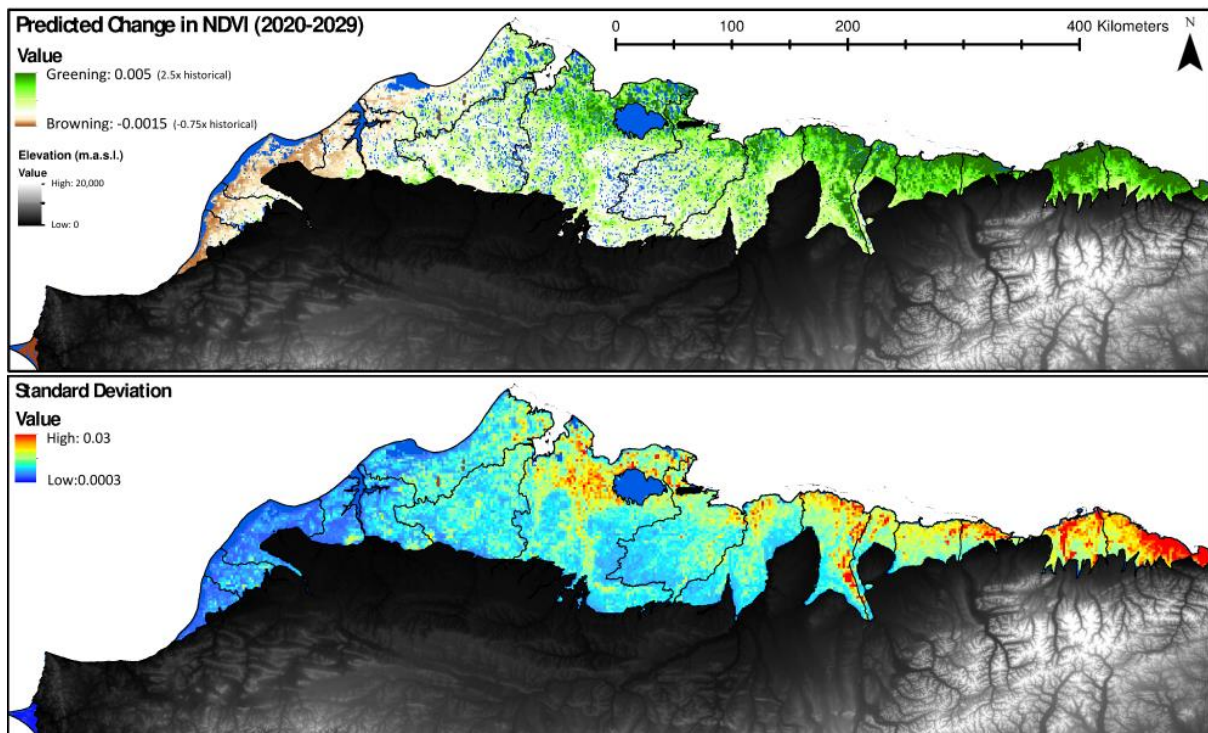 Predicted Change in NDVI (2020-2029)
0 100 200 400 Kilometers
N
Value
Greening: 0.005 (2.5x historical)
Browning: -0.0015 (-0.75x historical)
Elevation (m.a.s.l.)
Value
High: 20,000
Low: 0
Standard Deviation
Value
High: 0.03
Low:0.0003